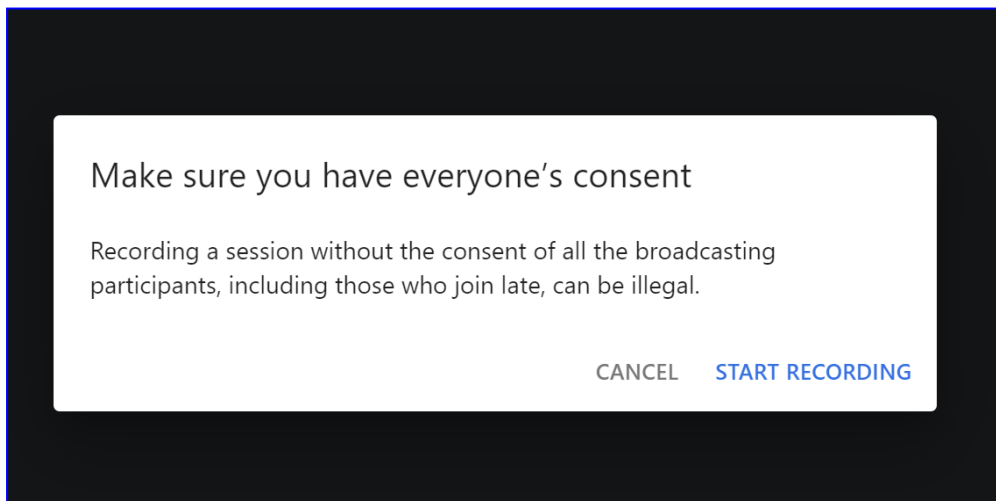 Make sure you have everyone’s consent
Recording a session without the consent of all the broadcasting
participants, including those who join late, can be illegal.
CANCEL START RECORDING